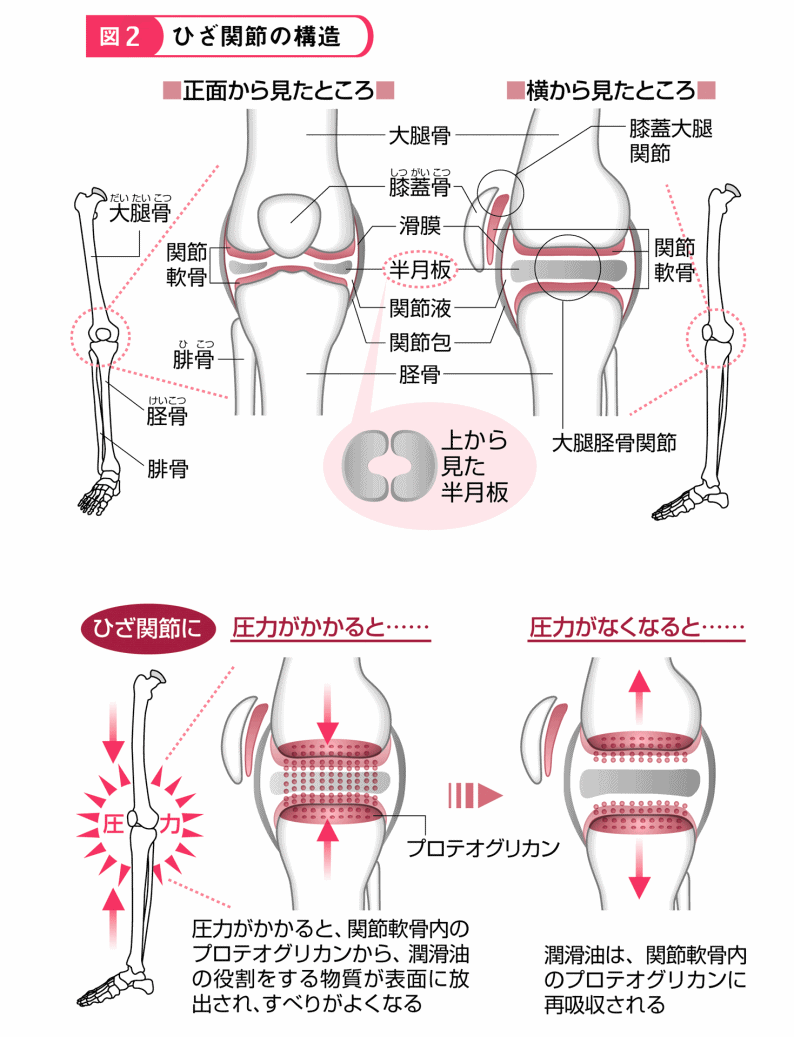 図2 ひざ関節の構造
■正面から見たところ■
■横から見たところ■
大腿骨
膝蓋大腿
関節
しつ がい こつ
膝蓋骨
だい たい こつ
大腿骨
滑膜
関節
軟骨
関節
軟骨
半月板
関節液
関節包
ひ こつ
腓骨
脛骨
けいこつ
脛骨
腓骨
大腿脛骨関節
上から
見た
半月板
ひざ関節に
圧力がかかると……
圧力がなくなると……
圧 力
プロテオグリカン
圧力がかかると、関節軟骨内の
プロテオグリカンから、潤滑油
の役割をする物質が表面に放
出され、すべりがよくなる
潤滑油は、関節軟骨内
のプロテオグリカンに
再吸収される